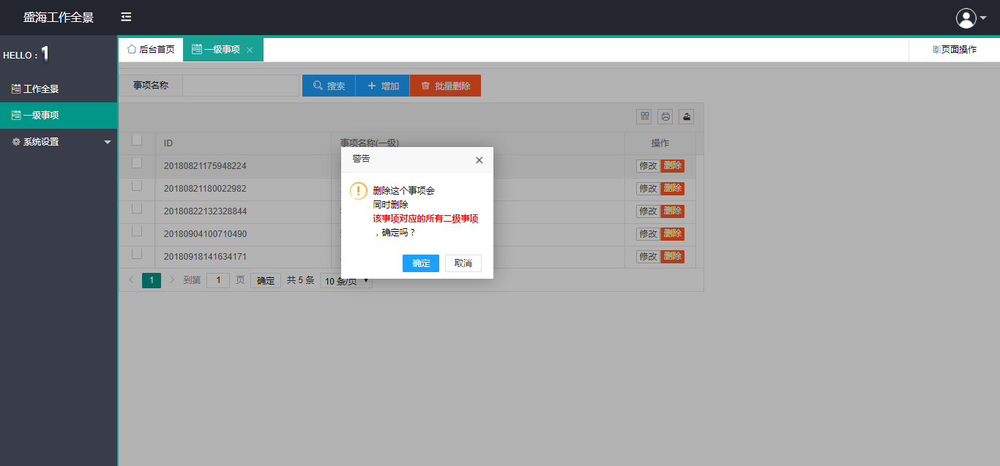 盛海工作全景
HELLO : 1
工作全景
一级事项
系统设置
后台首页
一级事项
页面操作
事项名称
搜索
增加
批量删除
ID
事项名称(一级)
操作
20180821175948224
修改
删除
20180821180022982
修改
删除
20180822132328844
修改
删除
20180904100710490
修改
删除
20180918141634171
修改
删除
1
到第
1
页
确定
共 5 条
10 条/页
警告
删除这个事项会
同时删除
该事项对应的所有二级事项
，确定吗？
确定
取消